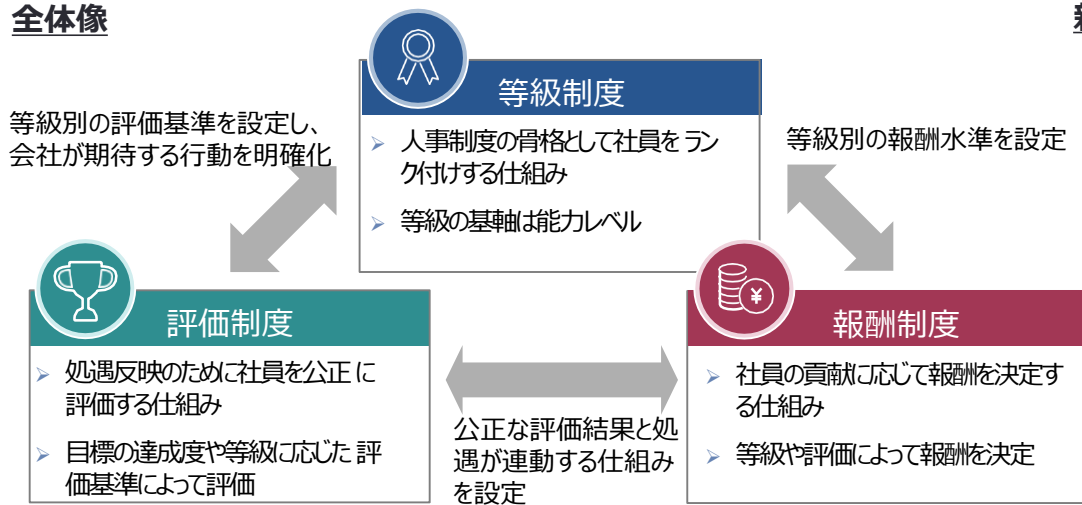 全体像
等級制度
等級別の評価基準を設定し、
会社が期待する行動を明確化
人事制度の骨格として社員をラン
ク付けする仕組み
等級の基軸は能力レベル
等級別の報酬水準を設定
評価制度
処遇反映のために社員を公正に
評価する仕組み
目標の達成度や等級に応じた評
価基準によって評価
公正な評価結果と処
遇が連動する仕組み
を設定
報酬制度
社員の貢献に応じて報酬を決定す
る仕組み
等級や評価によって報酬を決定